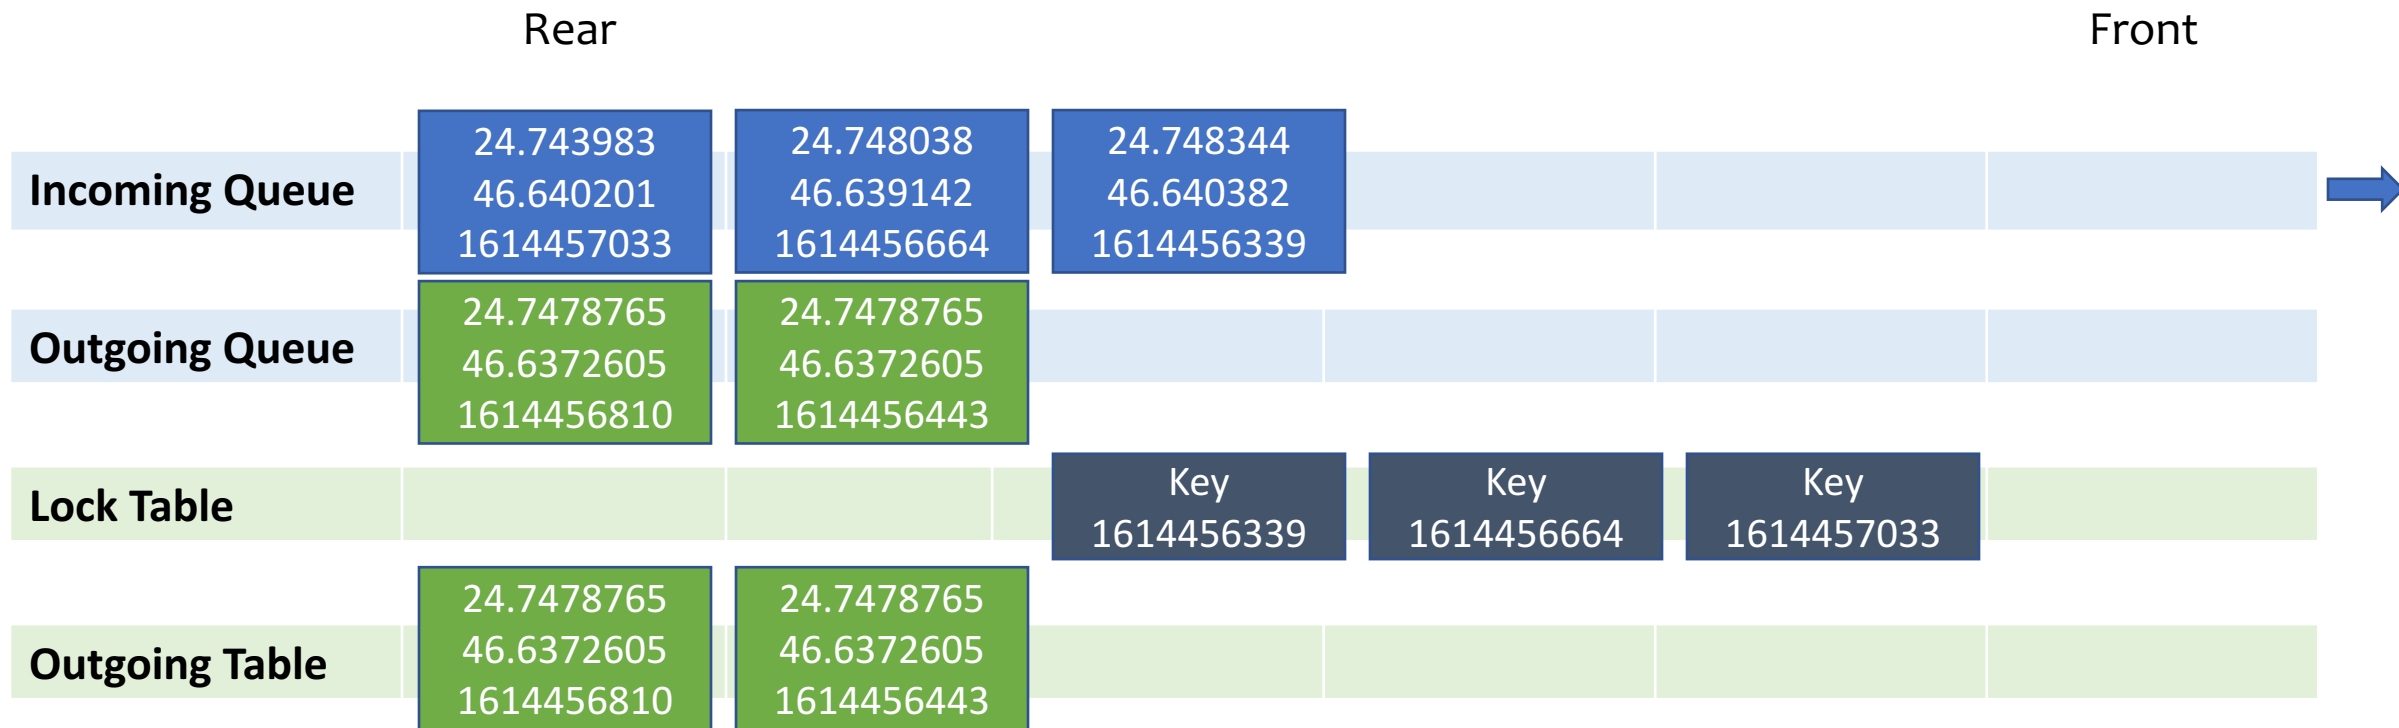 Rear
Front
Incoming Queue
24.743983
46.640201
1614457033
24.748038
46.639142
1614456664
24.748344
46.640382
1614456339
Outgoing Queue
24.7478765
46.6372605
1614456810
24.7478765
46.6372605
1614456443
Lock Table
Key
1614456339
Key
1614456664
Key
1614457033
Outgoing Table
24.7478765
46.6372605
1614456810
24.7478765
46.6372605
1614456443